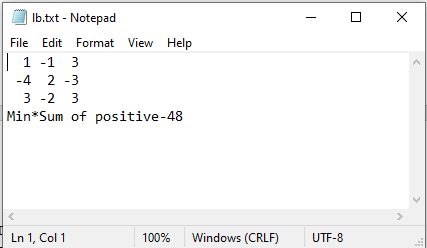 lb.txt - Notepad
File Edit Format View Help
1 -1 3
-4 2 -3
3 -2 3
Min*Sum of positive-48
Ln 1, Col 1 100% Windows (CRLF) UTF-8